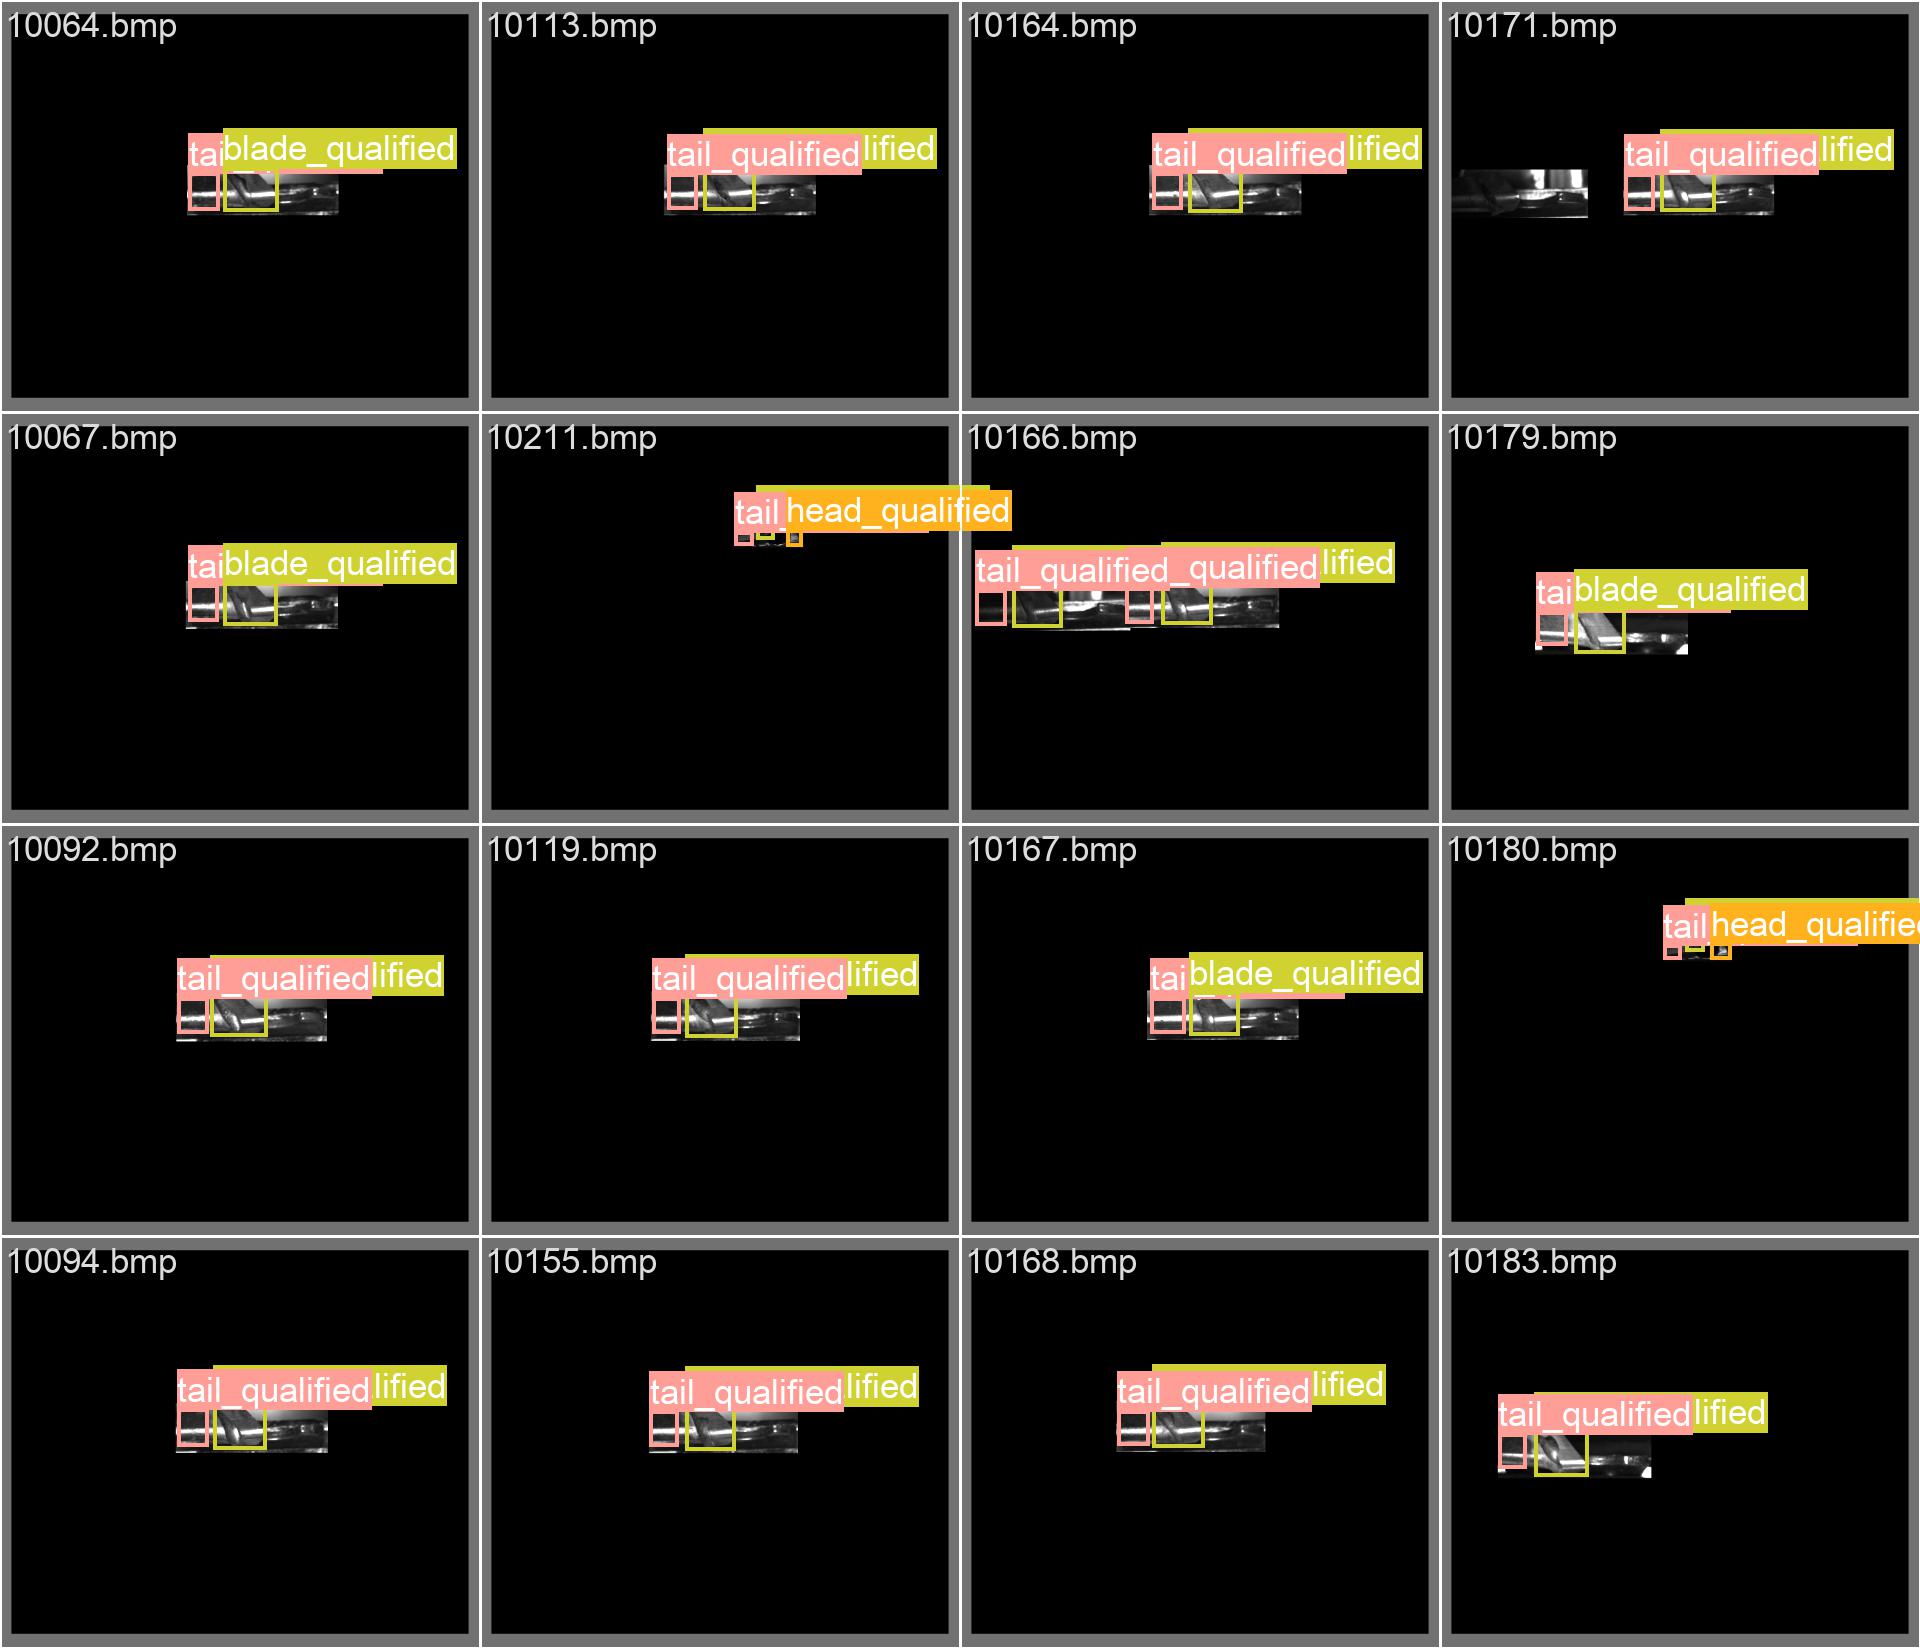 10064.bmp
tai
blade_qualified
10113.bmp
tail_qualified
lified
10164.bmp
tail_qualified
lified
10171.bmp
tail_qualified
lified
10067.bmp
tai
blade_qualified
10211.bmp
tail_
head_qualified
10166.bmp
tail_qualified
_qualified
lified
10179.bmp
tai
blade_qualified
10092.bmp
tail_qualified
lified
10119.bmp
tail_qualified
lified
10167.bmp
tai
blade_qualified
10180.bmp
tail
head_qualified
10094.bmp
tail_qualified
lified
10155.bmp
tail_qualified
lified
10168.bmp
tail_qualified
lified
10183.bmp
tail_qualified
lified